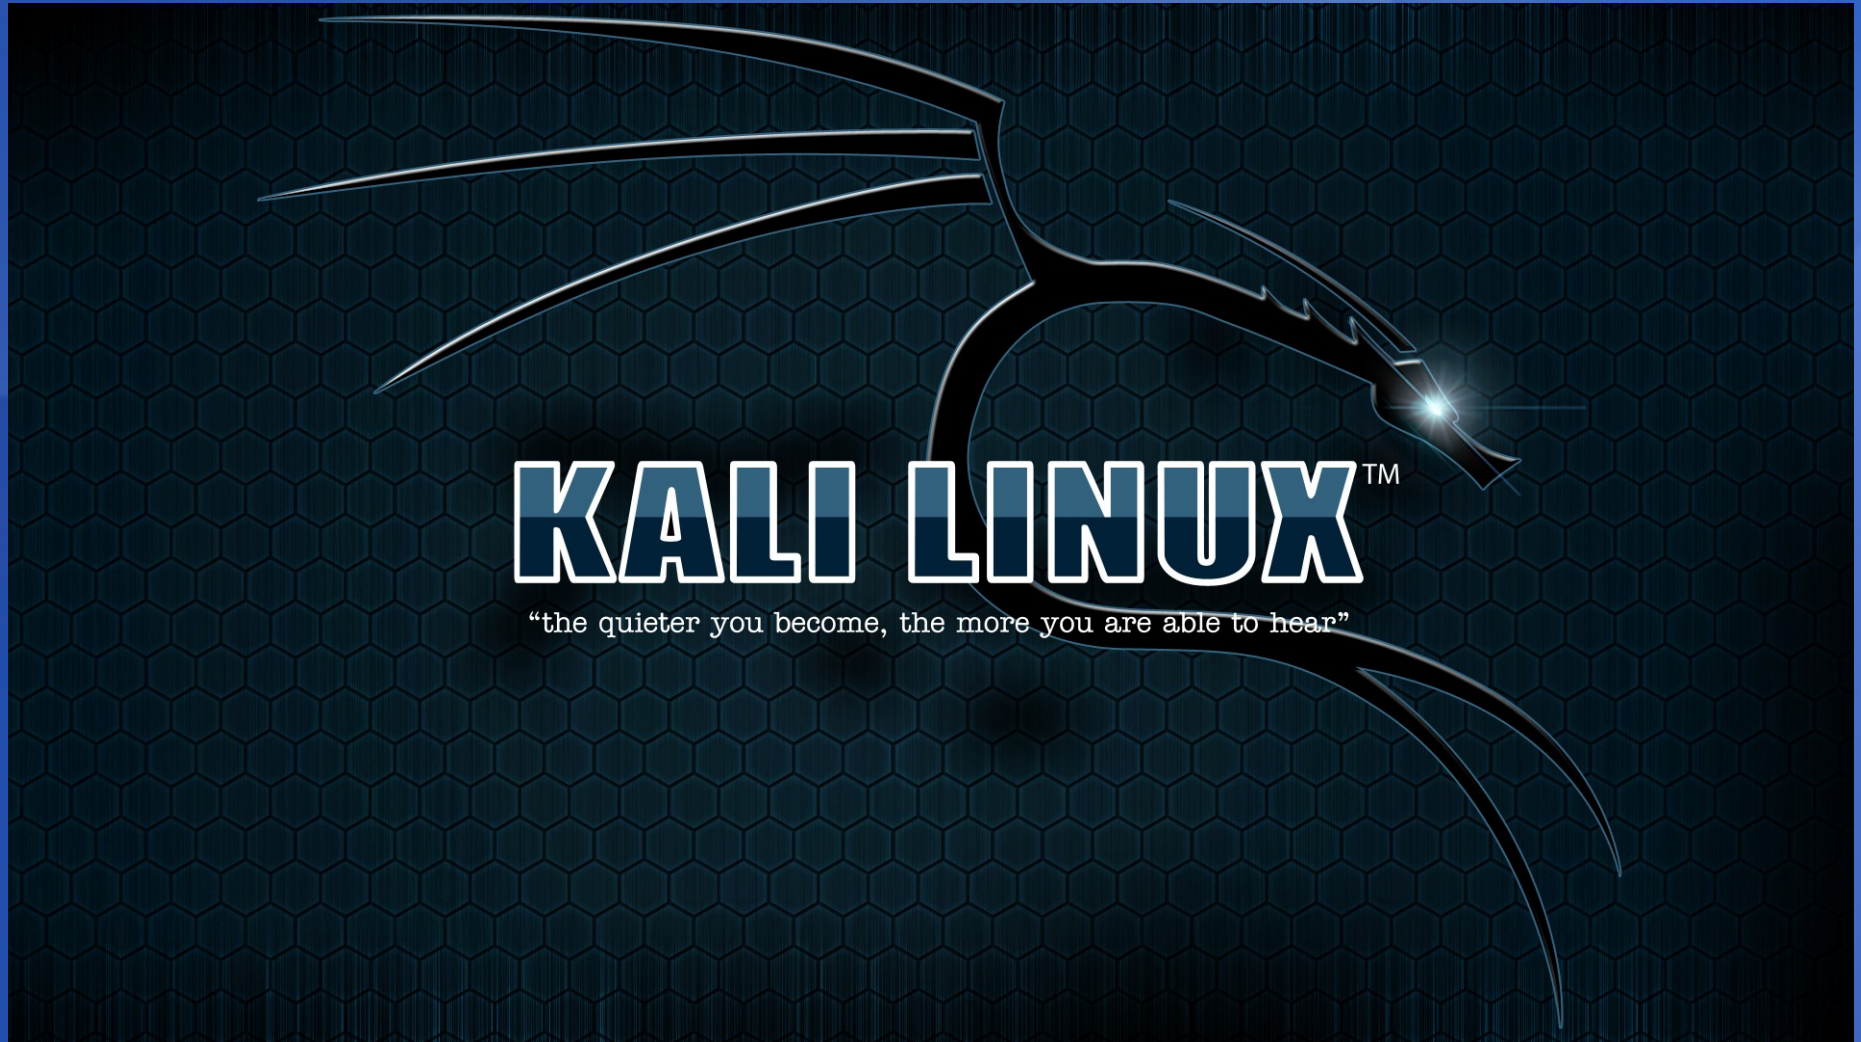 KALI LINUX™
“the quieter you become, the more you are able to hear”